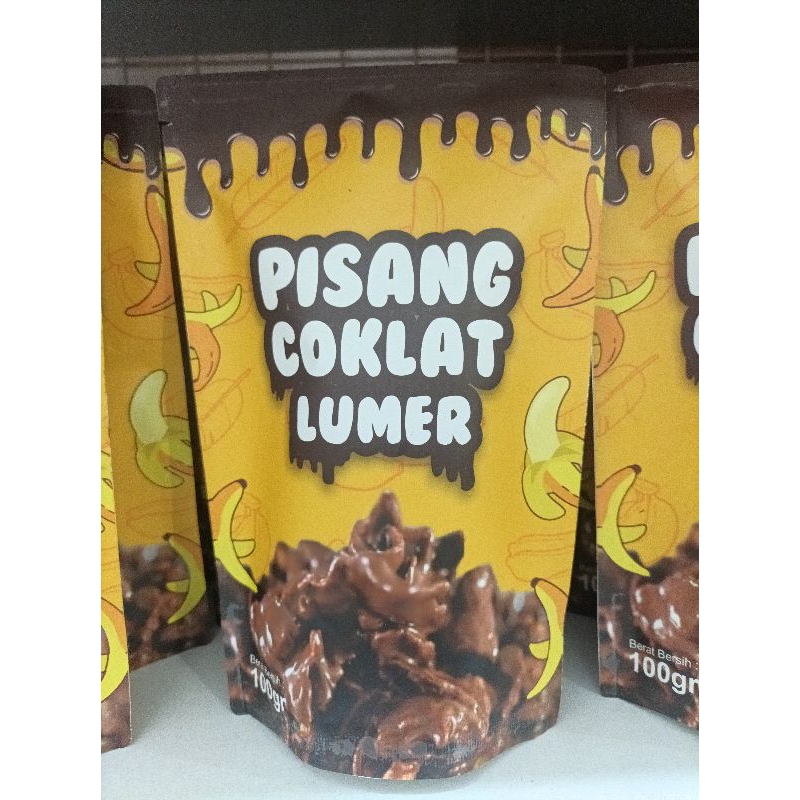 PISANG
COKLAT
LUMER
100gr
Berat Bersih :
100gr